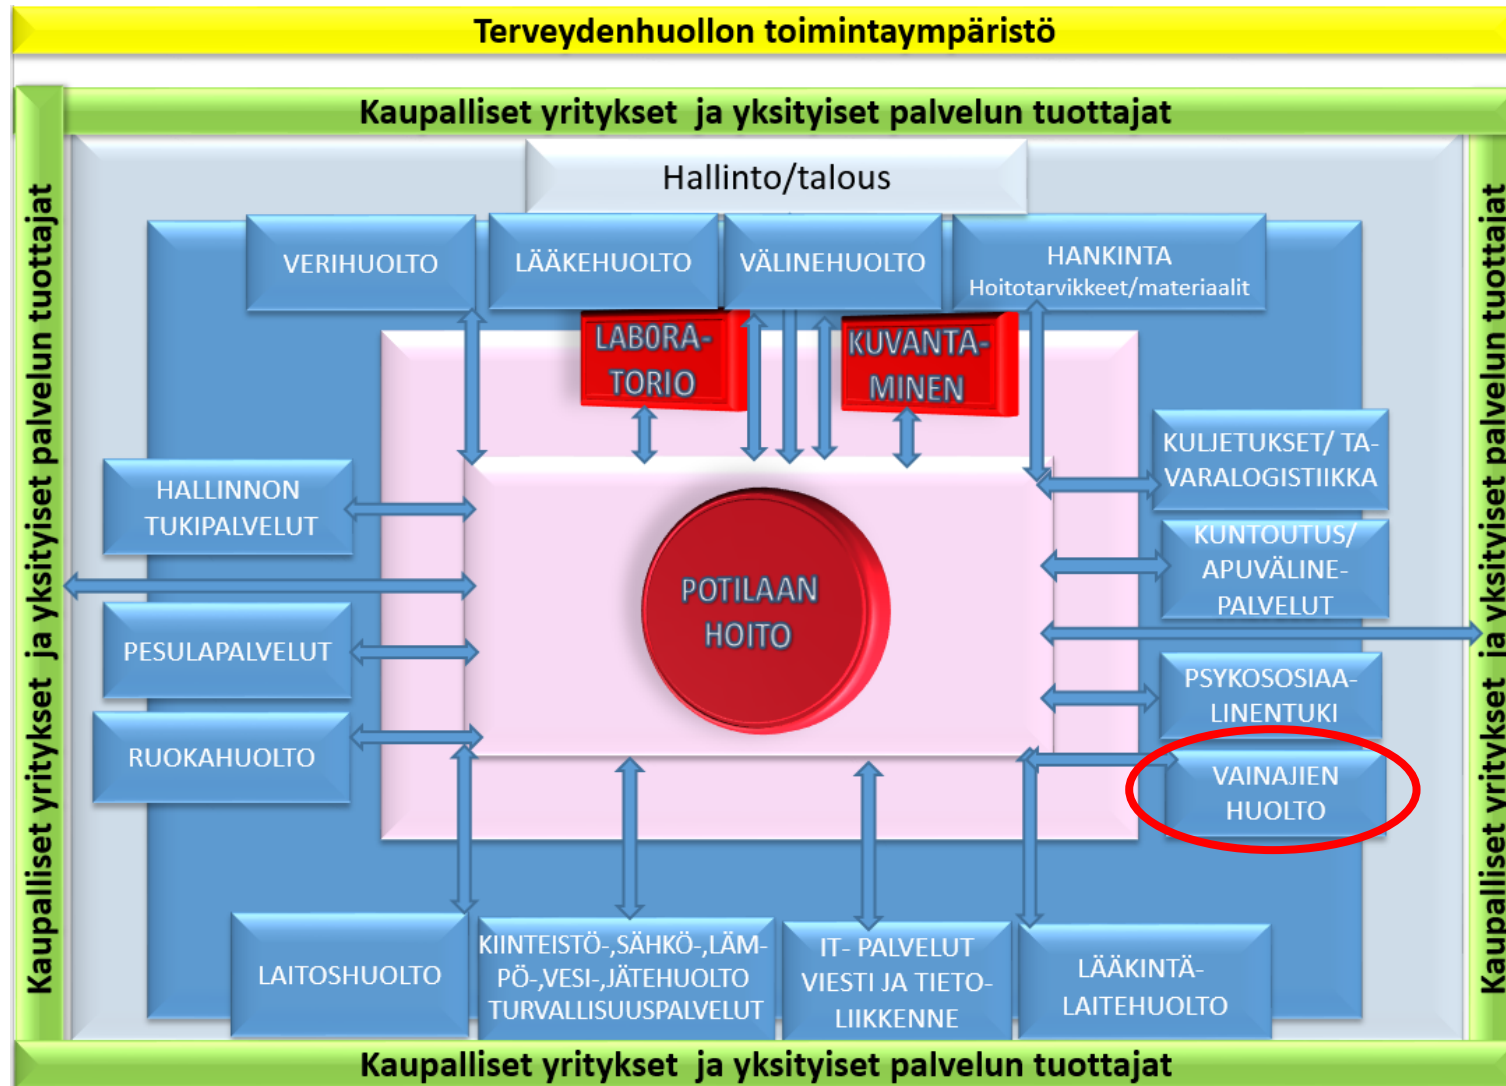 Terveydenhuollon toimintaympäristö
Kaupalliset yritykset ja yksityiset palvelun tuottajat
Kaupalliset yritykset ja yksityiset palvelun tuottajat
Kaupalliset yritykset ja yksityiset palvelun tuottajat
Hallinto/talous
VERIHUOLTO
LÄÄKEHUOLTO
VÄLINEHUOLTO
HANKINTA
Hoitotarvikkeet/materiaalit
LABORA-
TORIO
KUVANTA-
MINEN
HALLINNON
TUKIPALVELUT
KULJETUKSET/ TA-
VARALOGISTIIKKA
KUNTOUTUS/
APUVÄLINE-
PALVELUT
POTILAAN
HOITO
PESULAPALVELUT
PSYKOSOSIAA-
LINENTUKI
RUOKAHUOLTO
VAINAJIEN
HUOLTO
LAITOSHUOLTO
KIINTEISTÖ-,SÄHKÖ-,LÄM-
PÖ-,VESI-,JÄTEHUOLTO
TURVALLISUUSPALVELUT
IT- PALVELUT
VIESTI JA TIETO-
LIIKKENNE
LÄÄKINTÄ-
LAITEHUOLTO
Kaupalliset yritykset ja yksityiset palvelun tuottajat